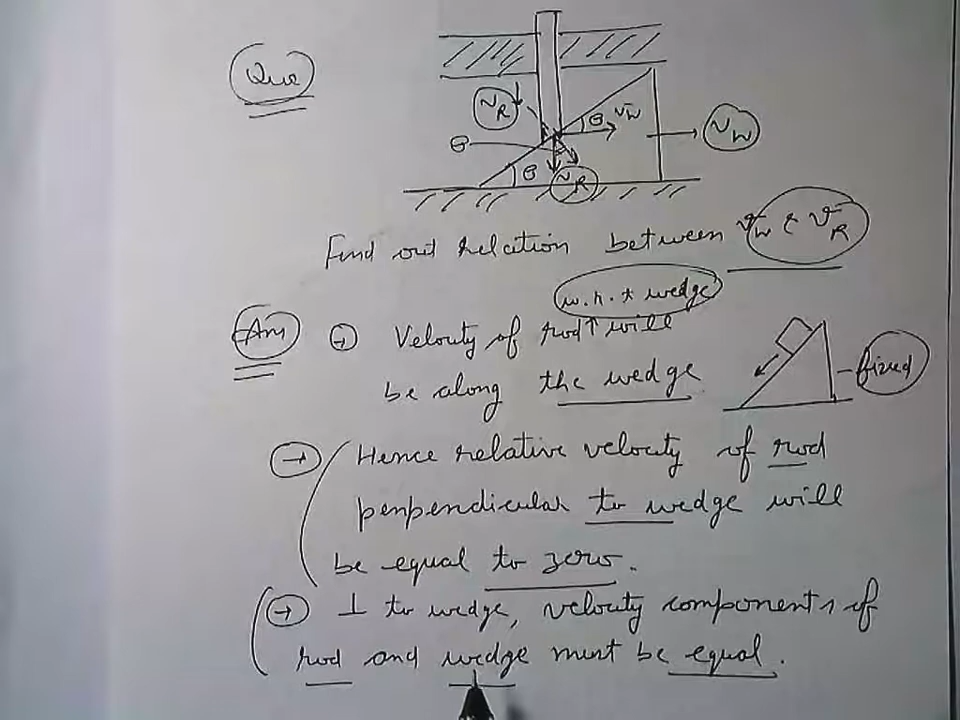 Que
v_R θ v_W v_W
θ θ v_R
Find out relation between v_W & v_R
w.r.t wedge
Ans → Velouty of rod ↑ will
be along the wedge
fixed
→ Hence relative velocity of rod
perpendicular to wedge will
be equal to zero.
→ ⊥ to wedge, velocity components of
rod and wedge must be equal.